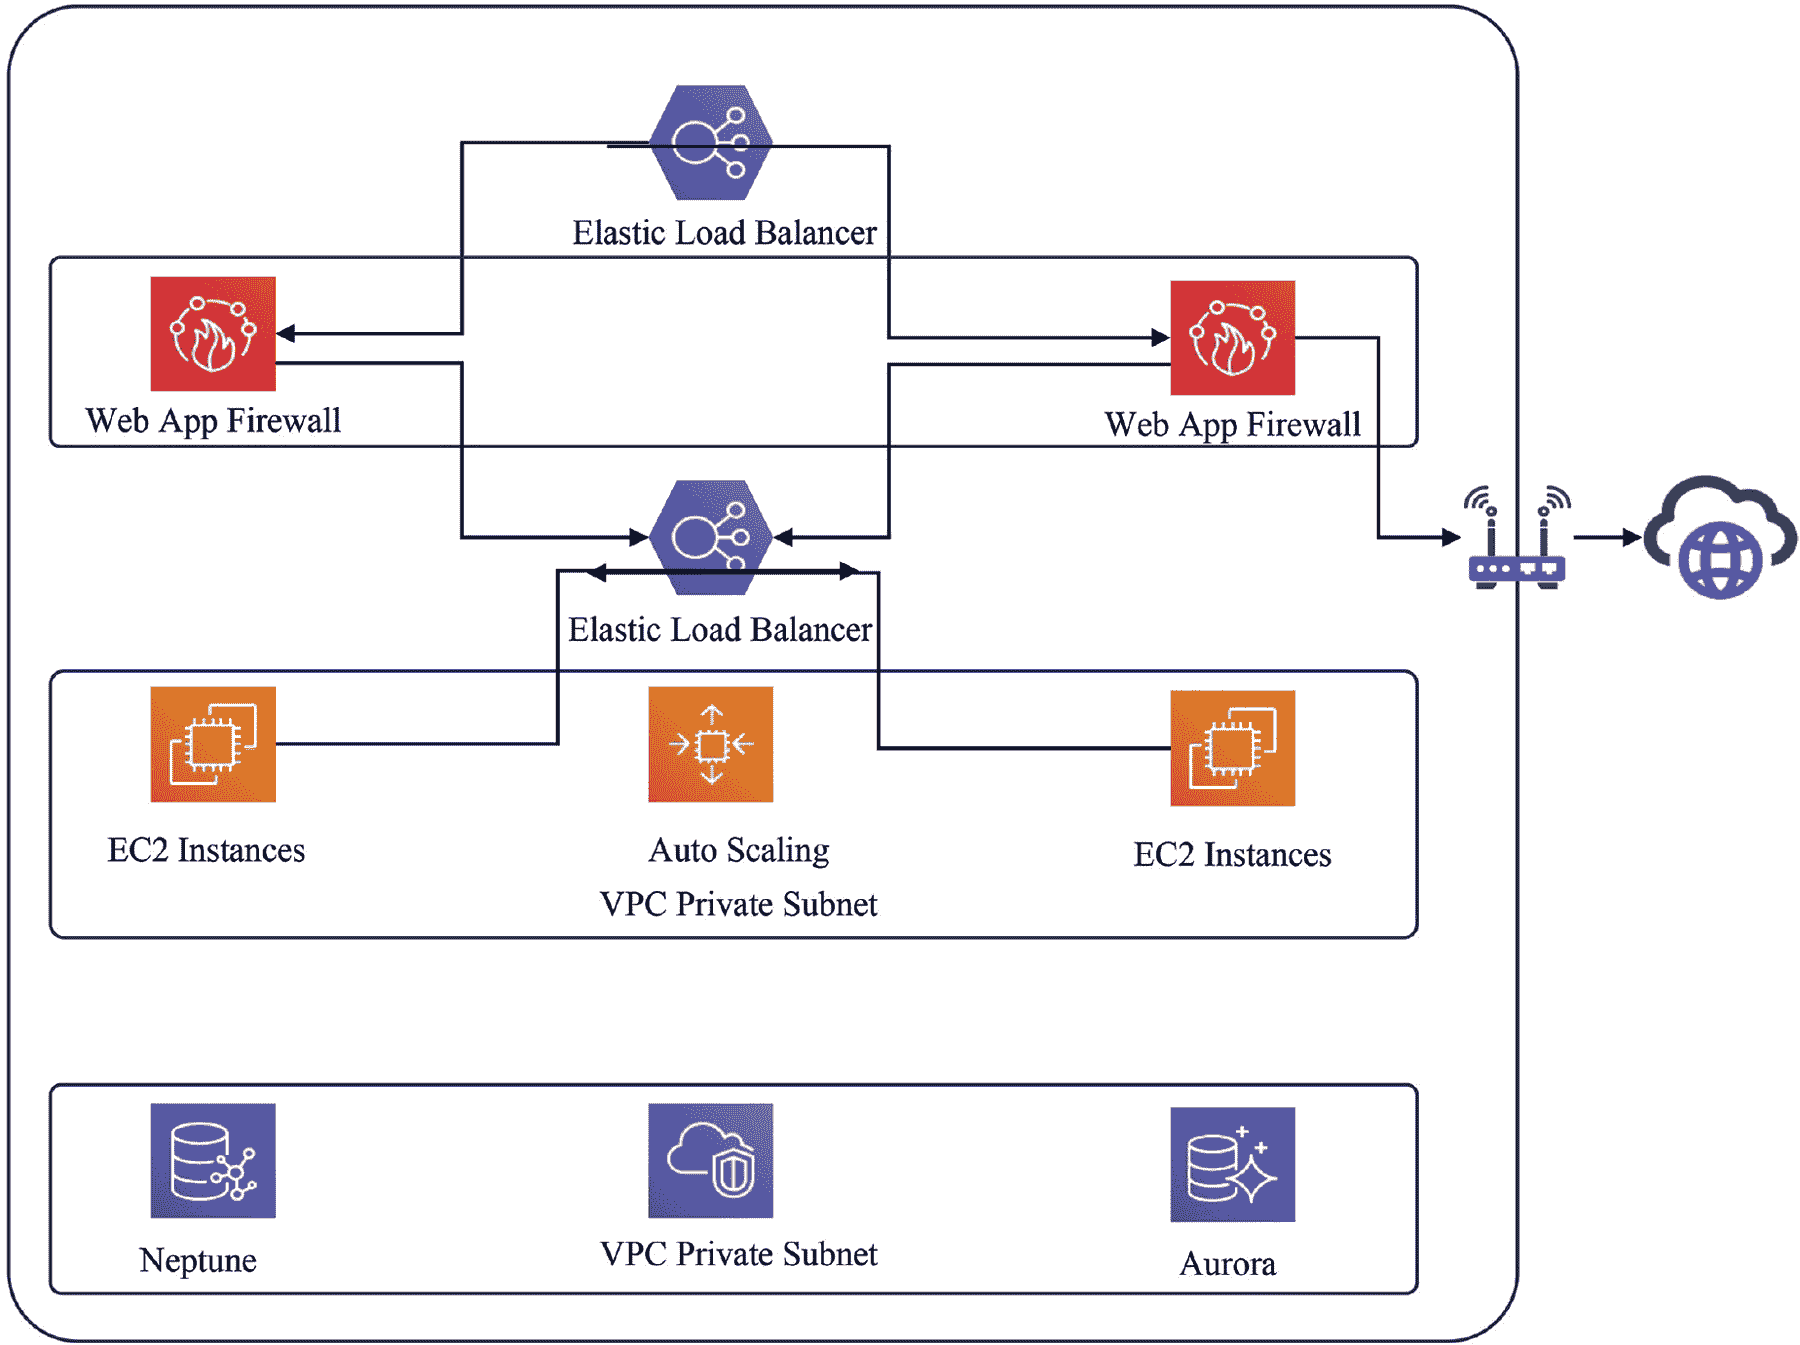 Elastic Load Balancer
Web App Firewall
Web App Firewall
Elastic Load Balancer
EC2 Instances
Auto Scaling
EC2 Instances
VPC Private Subnet
Neptune
VPC Private Subnet
Aurora